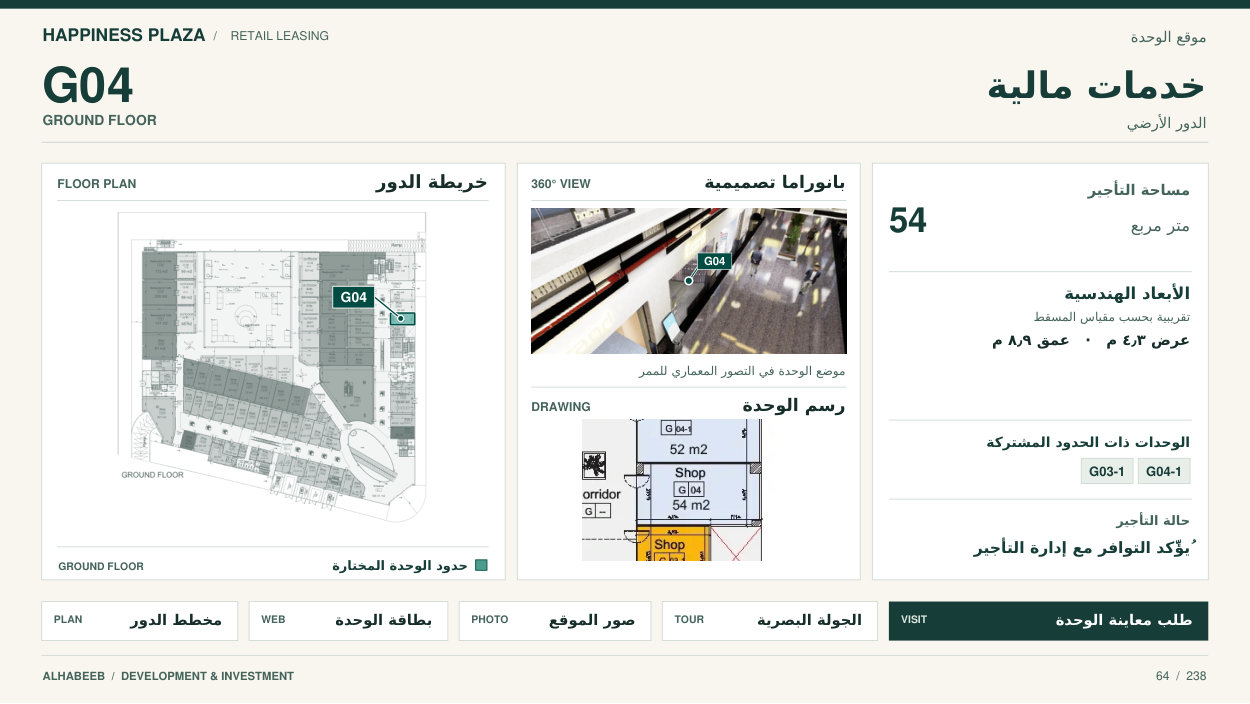 HAPPINESS PLAZA / RETAIL LEASING
موقع الوحدة
G04
خدمات مالية
GROUND FLOOR
الدور الأرضي
FLOOR PLAN
خريطة الدور
G04
GROUND FLOOR
GROUND FLOOR
حدود الوحدة المختارة
360° VIEW
بانوراما تصميمية
G04
موضع الوحدة في التصور المعماري للممر
DRAWING
رسم الوحدة
G 04-1
52 m2
Shop
G 04
54 m2
orridor
G --
Shop
مساحة التأجير
54
متر مربع
الأبعاد الهندسية
تقريبية بحسب مقياس المسقط
عرض ٤٫٣ م · عمق ٨٫٩ م
الوحدات ذات الحدود المشتركة
G03-1 G04-1
حالة التأجير
ُيؤّكد التوافر مع إدارة التأجير
PLAN
مخطط الدور
WEB
بطاقة الوحدة
PHOTO
صور الموقع
TOUR
الجولة البصرية
VISIT
طلب معاينة الوحدة
ALHABEEB / DEVELOPMENT & INVESTMENT
64 / 238